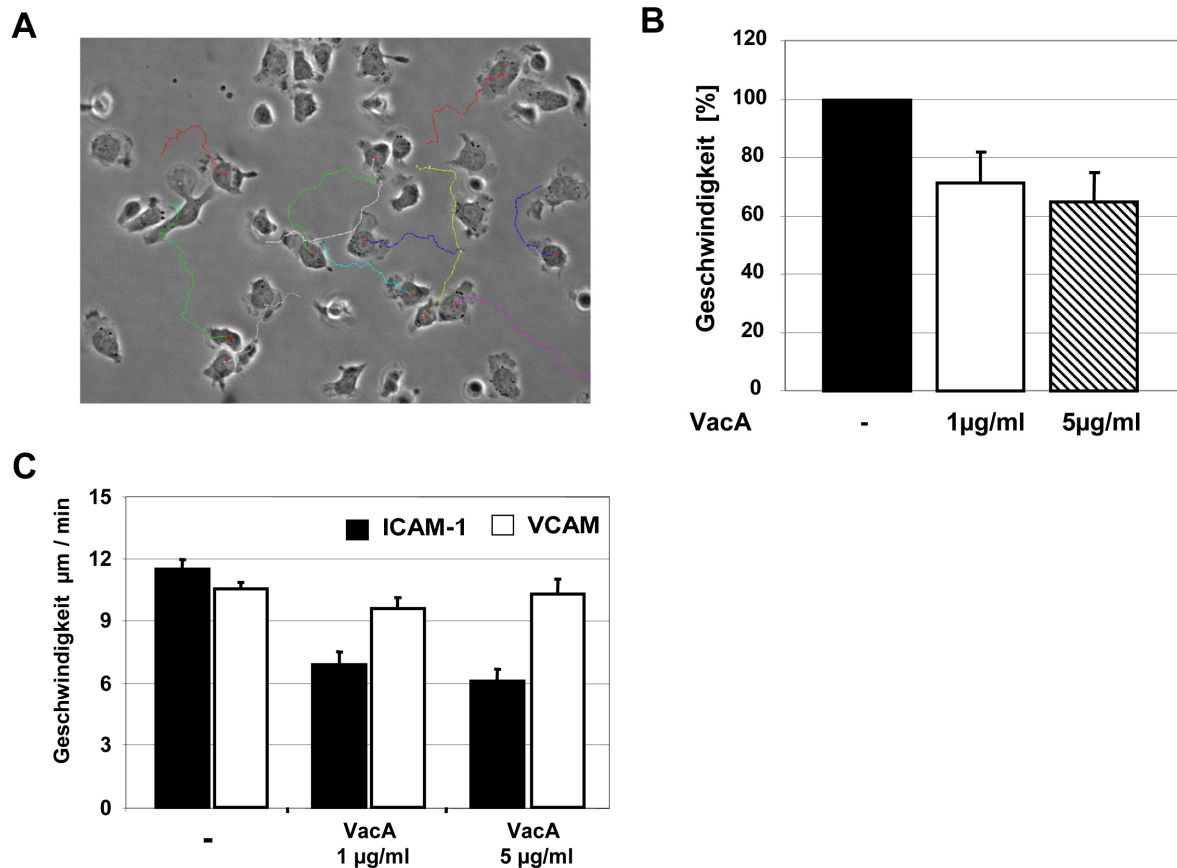 A
B
120
100
80
60
40
20
0
Geschwindigkeit [%]
VacA - 1µg/ml 5µg/ml
C
15
12
9
6
3
0
Geschwindigkeit µm / min
ICAM-1 VCAM
- VacA VacA
1 µg/ml 5 µg/ml